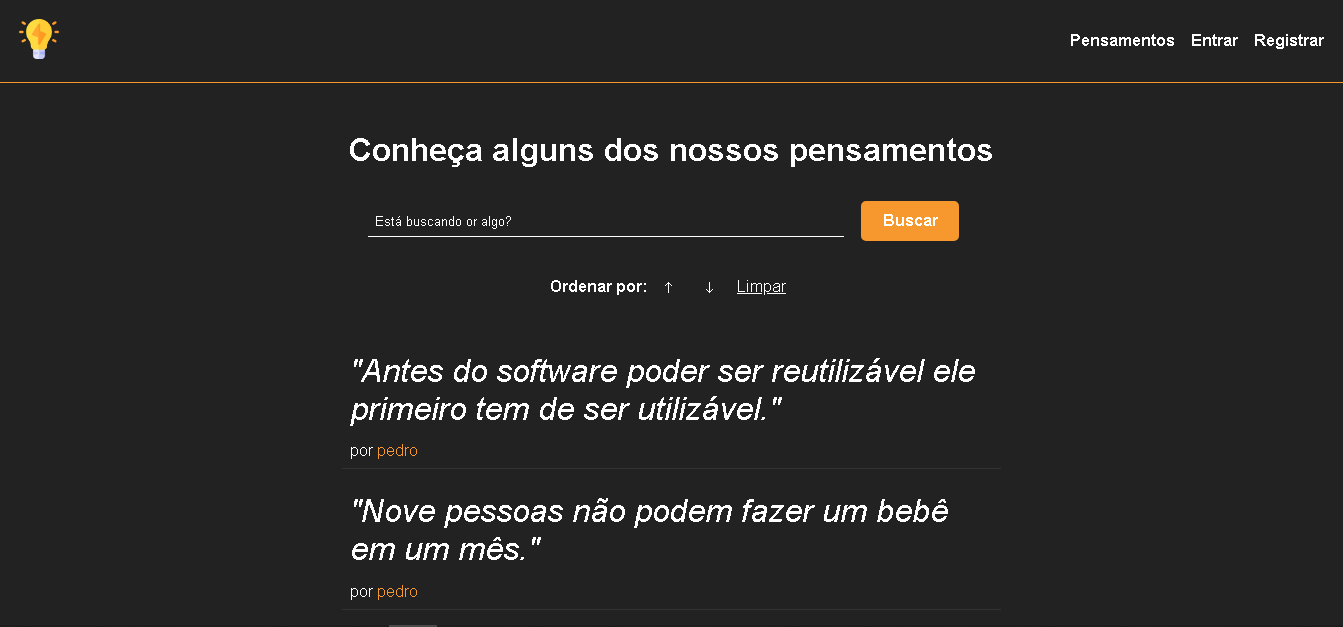 Pensamentos Entrar Registrar
Conheça alguns dos nossos pensamentos
Está buscando or algo?
Buscar
Ordenar por: ↑ ↓ Limpar
"Antes do software poder ser reutilizável ele
primeiro tem de ser utilizável."
por pedro
"Nove pessoas não podem fazer um bebê
em um mês."
por pedro